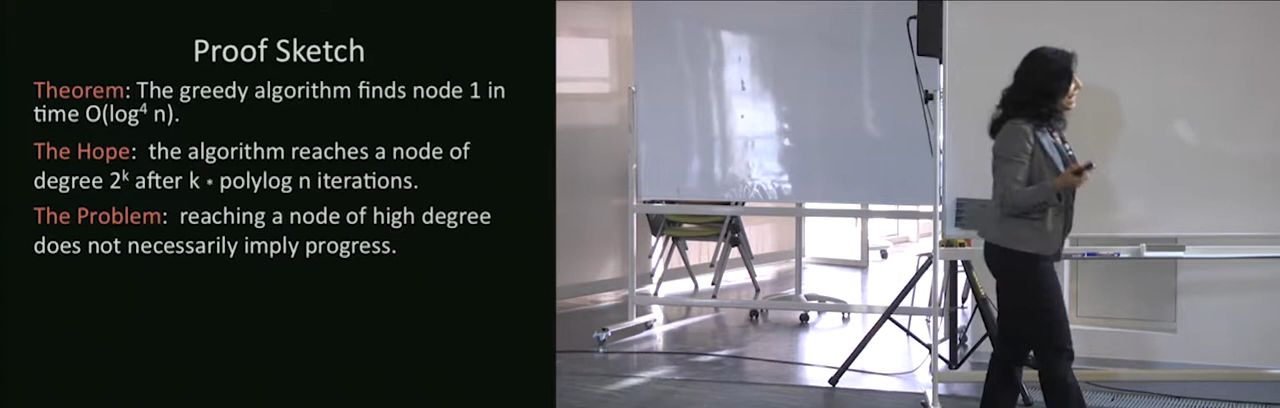 Proof Sketch
Theorem: The greedy algorithm finds node 1 in
time O(log⁴ n).
The Hope: the algorithm reaches a node of
degree 2ᵏ after k * polylog n iterations.
The Problem: reaching a node of high degree
does not necessarily imply progress.